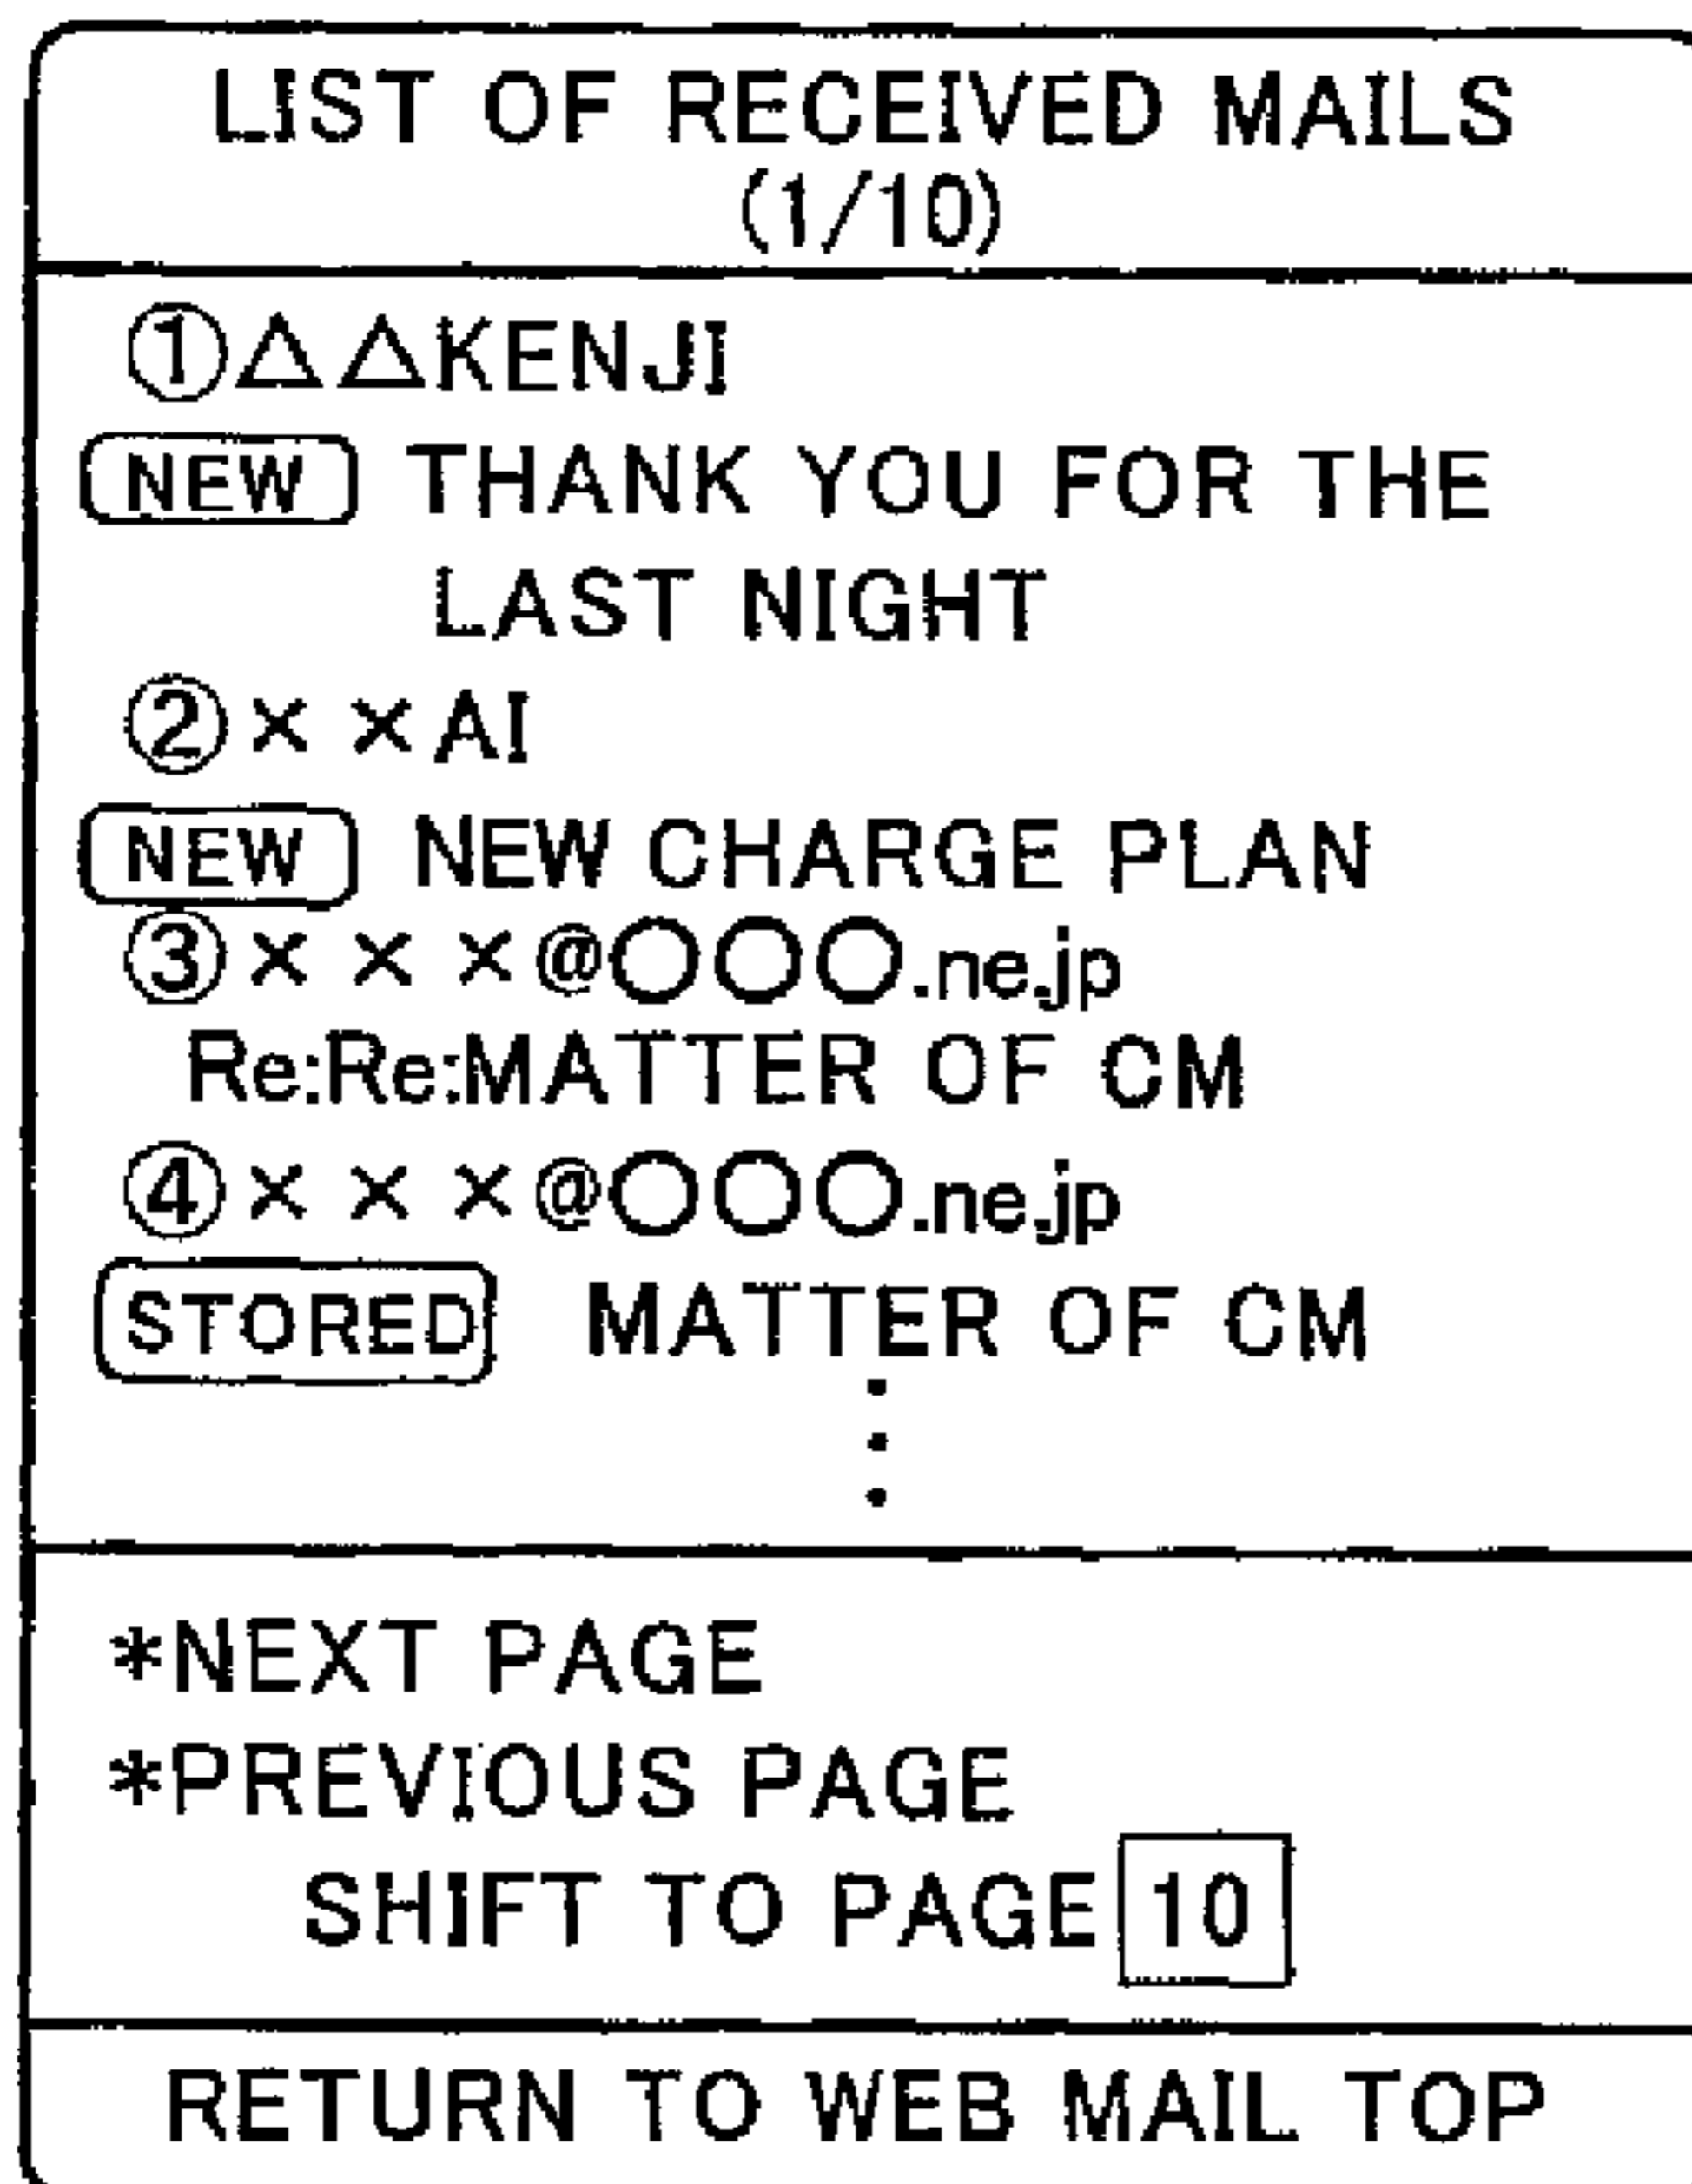 LIST OF RECEIVED MAILS
(1/10)
①△△KENJI
NEW THANK YOU FOR THE
LAST NIGHT
②××AI
NEW NEW CHARGE PLAN
③×××@○○○.ne.jp
Re:Re:MATTER OF CM
④×××@○○○.ne.jp
STORED MATTER OF CM
*NEXT PAGE
*PREVIOUS PAGE
SHIFT TO PAGE 10
RETURN TO WEB MAIL TOP